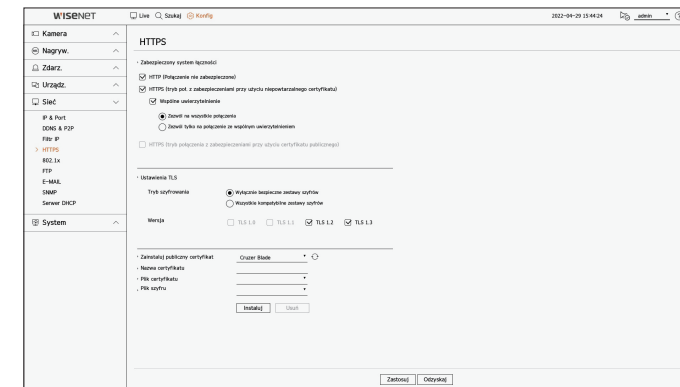 WISENET
Live Szukaj Konfig
2022-04-29 15:44:24 admin
Kamera
Nagryw.
Zdarz.
Urządz.
Sieć
IP & Port
DDNS & P2P
Filtr IP
HTTPS
802.1x
FTP
E-MAIL
SNMP
Serwer DHCP
System
HTTPS
Zabezpieczony system łączności
HTTP (Połączenie nie zabezpieczone)
HTTPS (tryb poł. z zabezpieczeniami przy użyciu niepowtarzalnego certyfikatu)
Wspólne uwierzytelnienie
Zezwól na wszystkie połączenia
Zezwól tylko na połączenie ze wspólnym uwierzytelnieniem
HTTPS (tryb połączenia z zabezpieczeniami przy użyciu certyfikatu publicznego)
Ustawienia TLS
Tryb szyfrowania
Wyłącznie bezpieczne zestawy szyfrów
Wszystkie kompatybilne zestawy szyfrów
Wersja TLS 1.0 TLS 1.1 TLS 1.2 TLS 1.3
Zainstaluj publiczny certyfikat Cruzer Blade
Nazwa certyfikatu
Plik certyfikatu
Plik szyfru
Instaluj Usuń
Zastosuj Odzyskaj